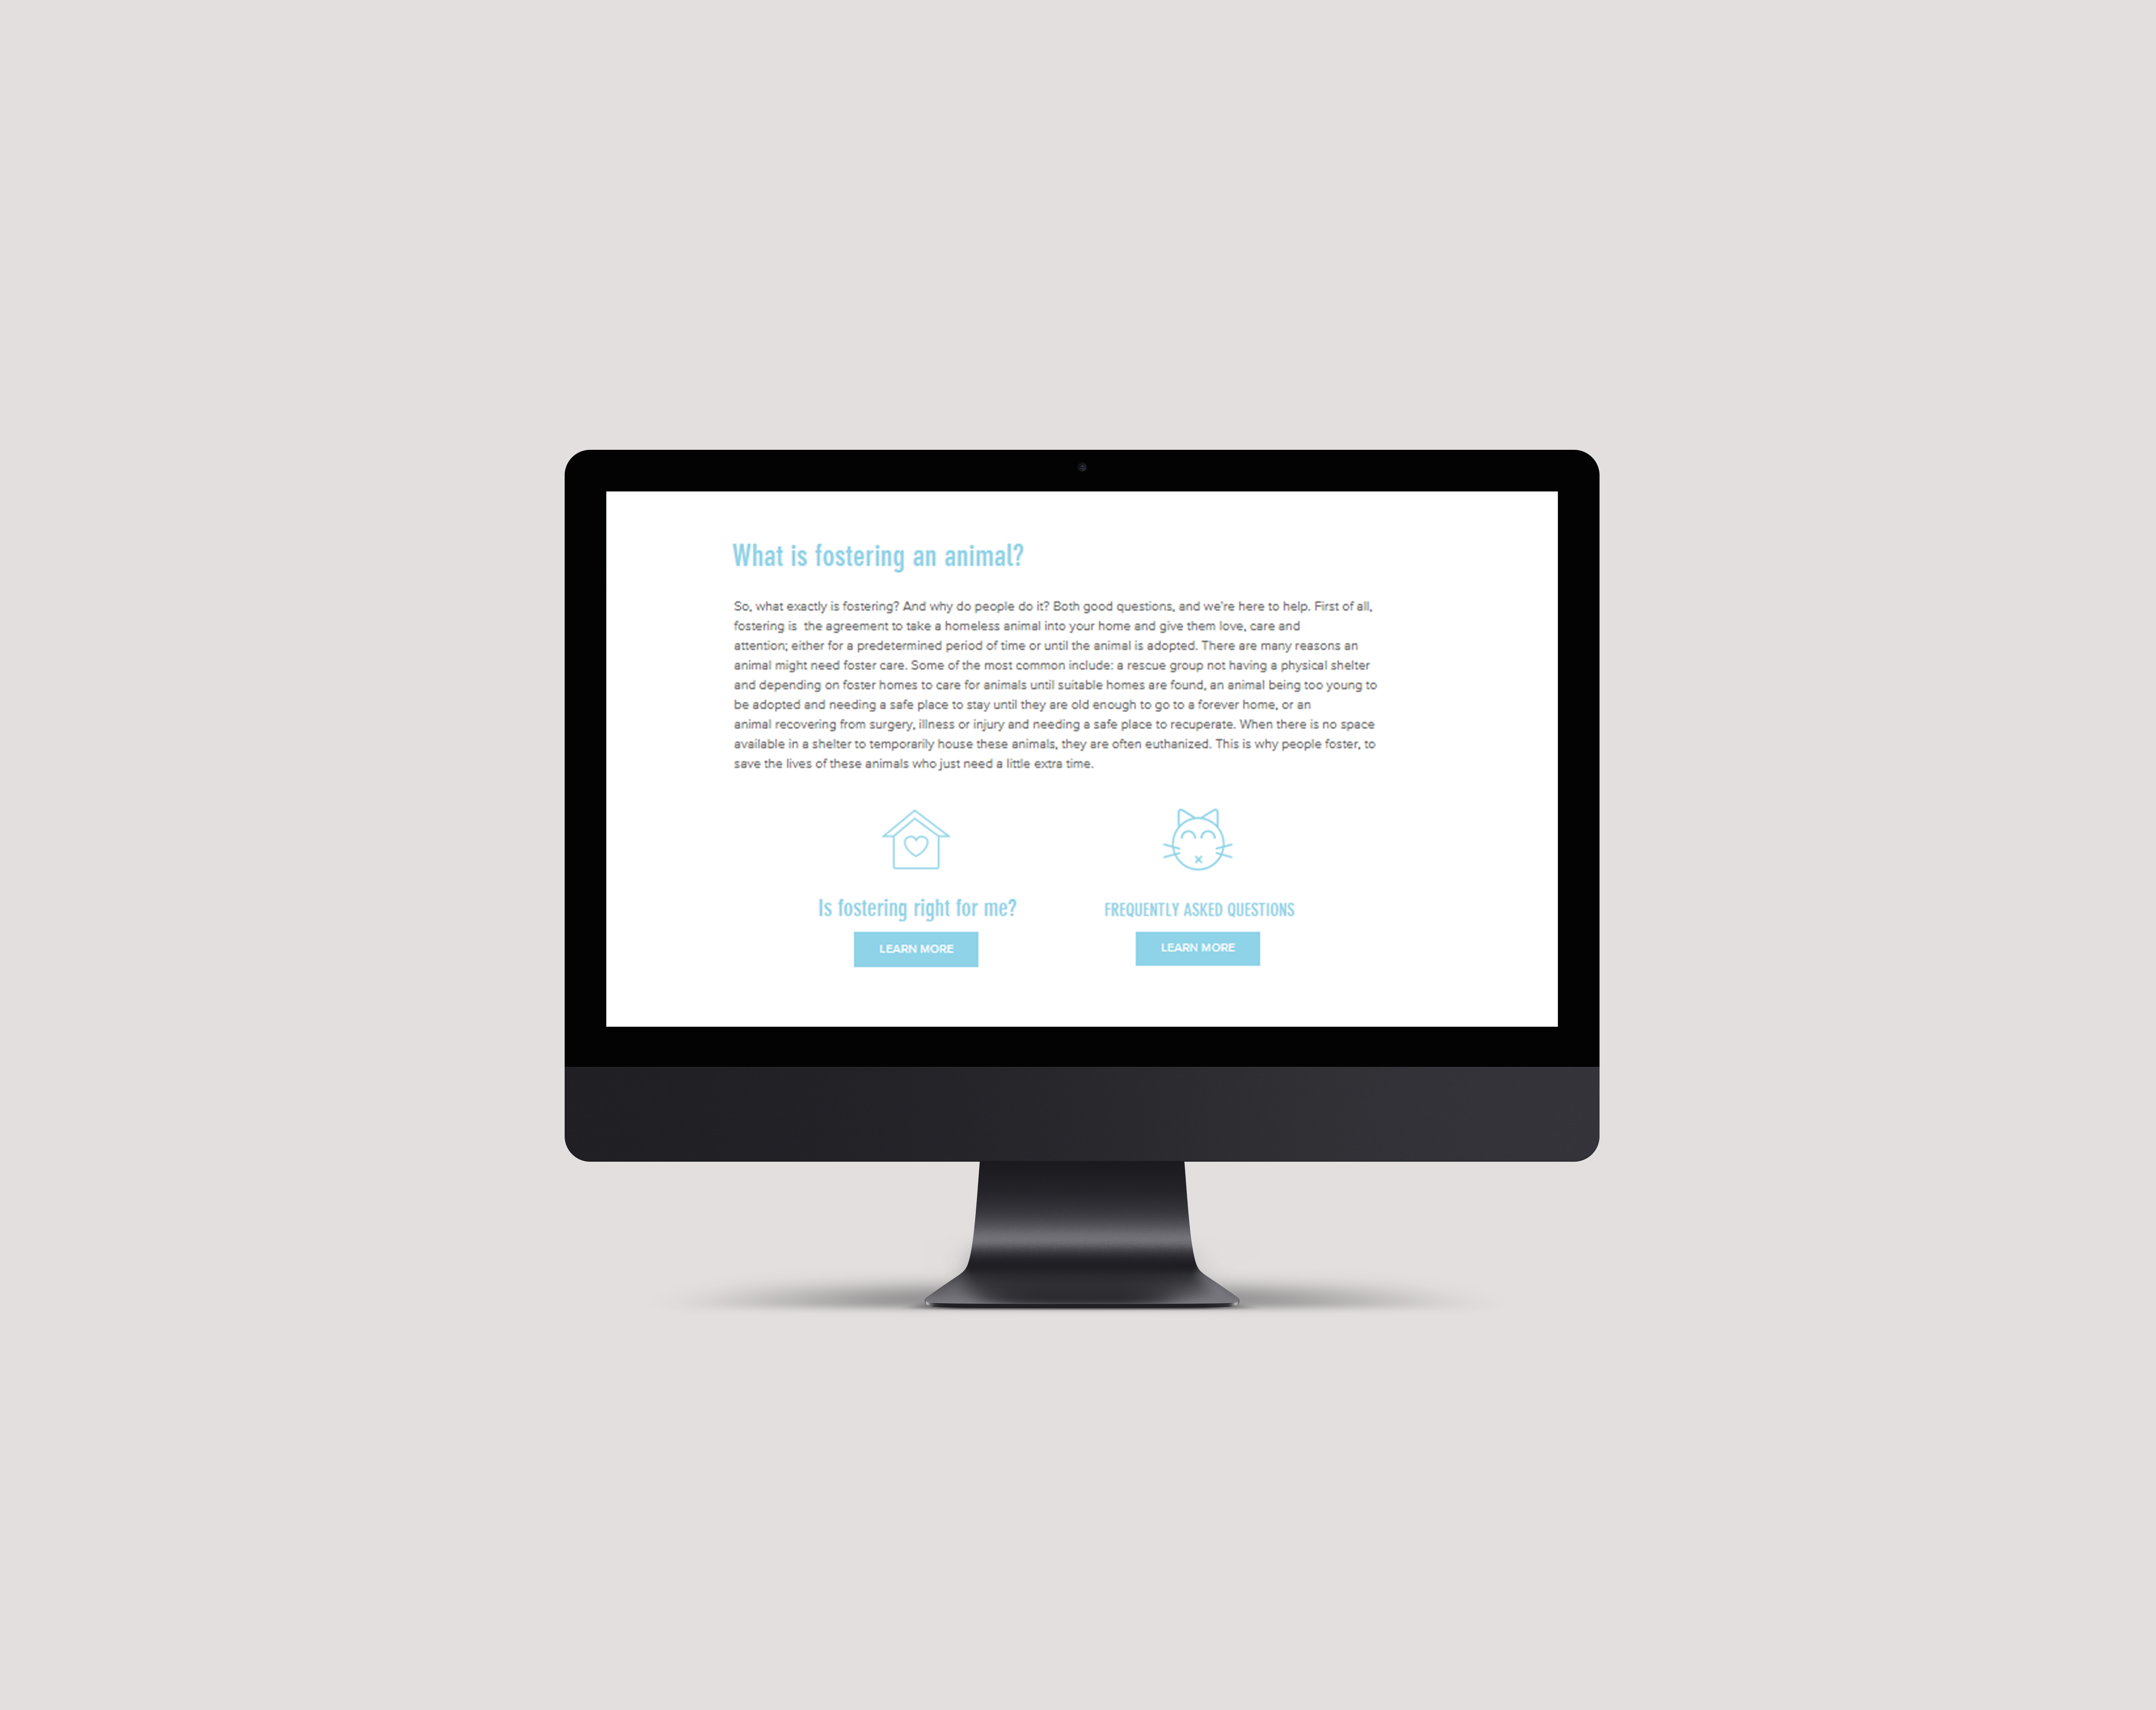 What is fostering an animal?
So, what exactly is fostering? And why do people do it? Both good questions, and we're here to help. First of all,
fostering is  the agreement to take a homeless animal into your home and give them love, care and
attention; either for a predetermined period of time or until the animal is adopted. There are many reasons an
animal might need foster care. Some of the most common include: a rescue group not having a physical shelter
and depending on foster homes to care for animals until suitable homes are found, an animal being too young to
be adopted and needing a safe place to stay until they are old enough to go to a forever home, or an
animal recovering from surgery, illness or injury and needing a safe place to recuperate. When there is no space
available in a shelter to temporarily house these animals, they are often euthanized. This is why people foster, to
save the lives of these animals who just need a little extra time.
Is fostering right for me?
LEARN MORE
FREQUENTLY ASKED QUESTIONS
LEARN MORE